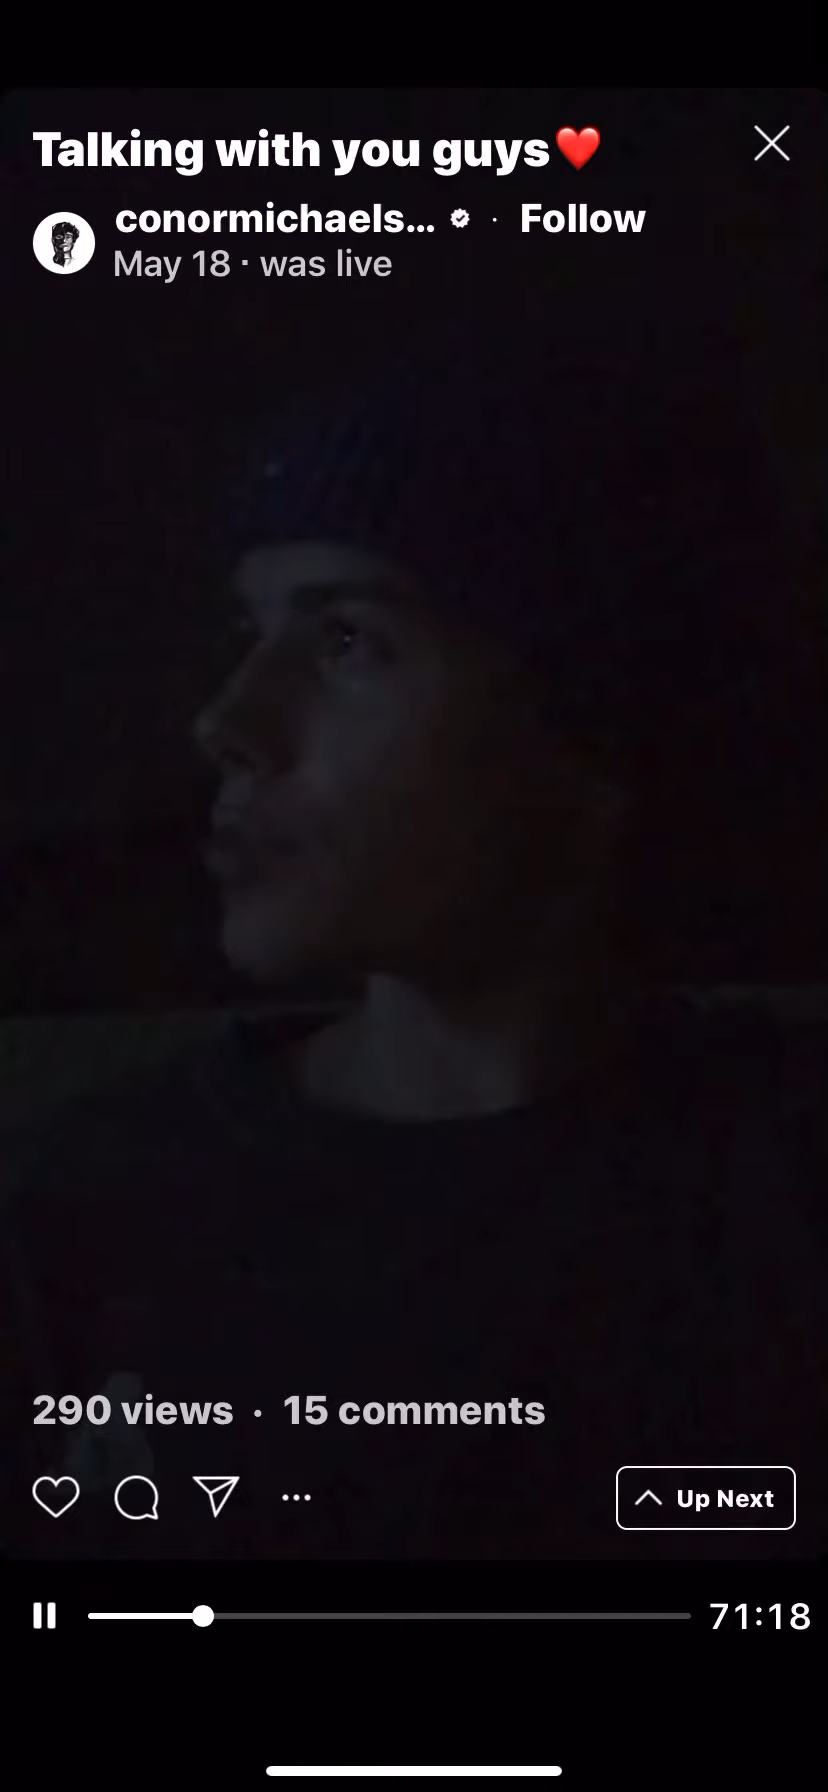 Talking with you guys❤️
conormichaels... · Follow
May 18 · was live
290 views · 15 comments
Up Next
71:18